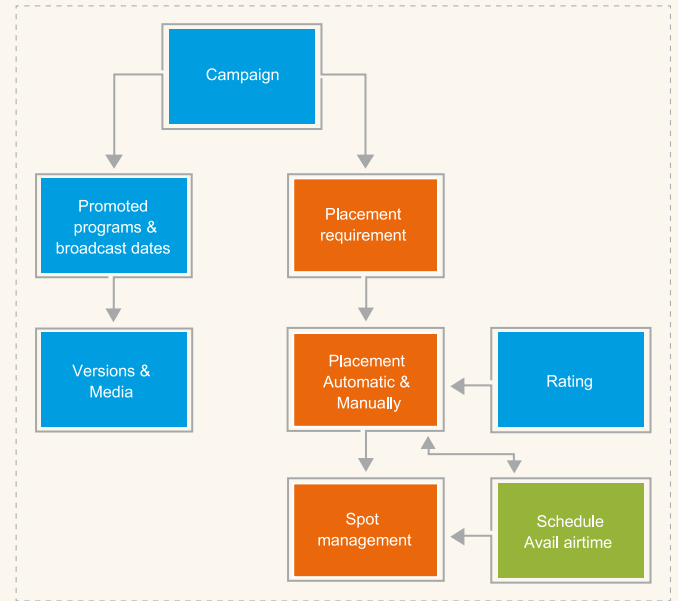 Campaign
Promoted
programs &
broadcast dates
Placement
requirement
Versions &
Media
Placement
Automatic &
Manually
Rating
Spot
management
Schedule
Avail airtime